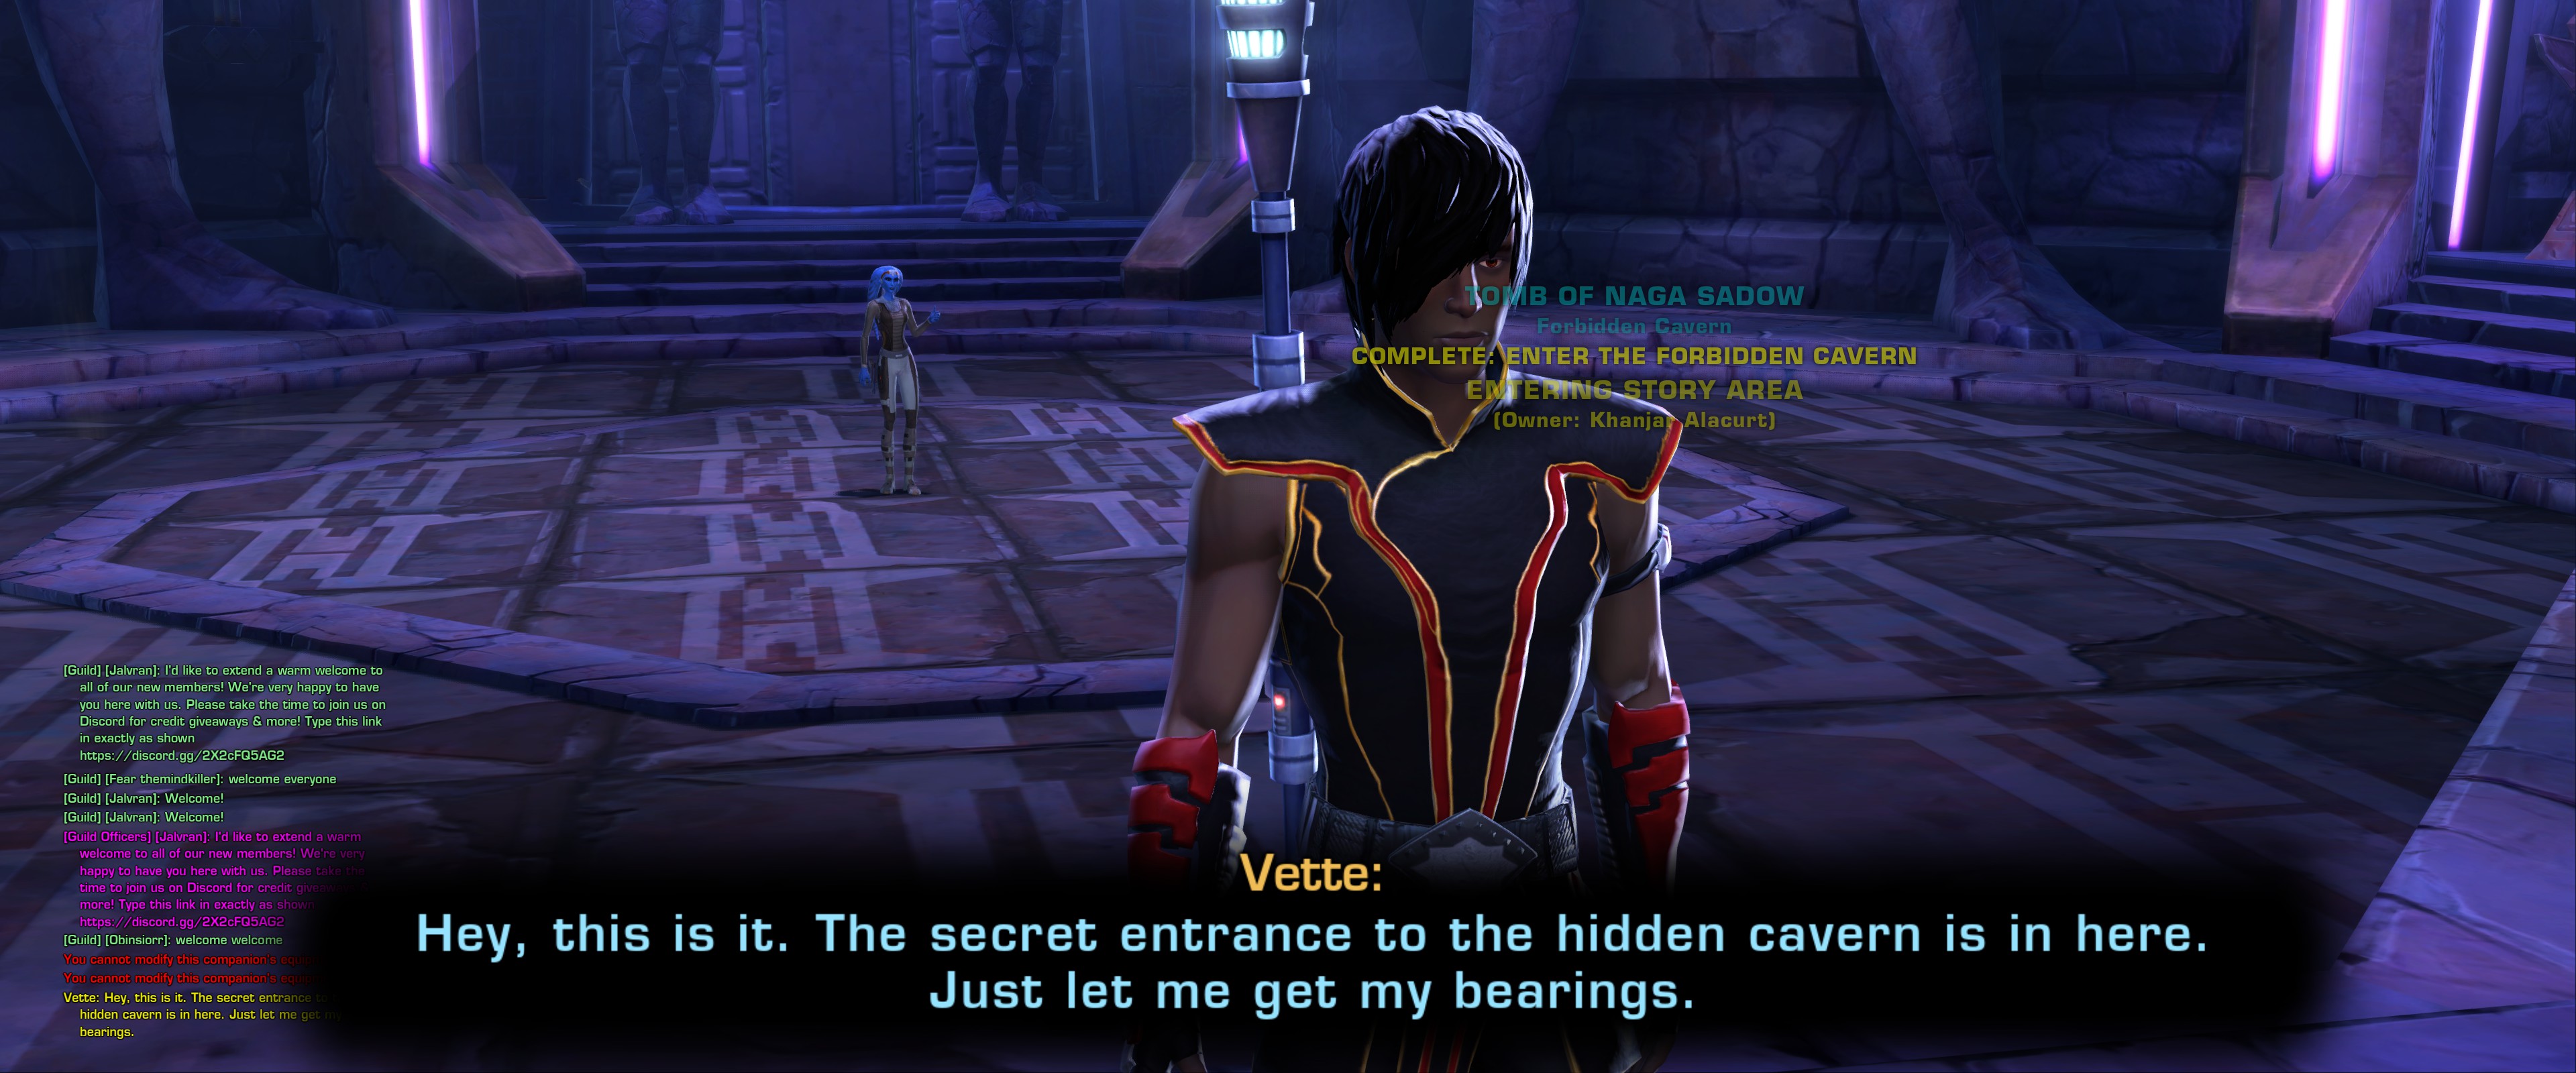 TOMB OF NAGA SADOW
Forbidden Cavern
COMPLETE: ENTER THE FORBIDDEN CAVERN
ENTERING STORY AREA
(Owner: Khanjar Alacurt)
[Guild] [Jalvran]: I'd like to extend a warm welcome to
all of our new members! We're very happy to have
you here with us. Please take the time to join us on
Discord for credit giveaways & more! Type this link
in exactly as shown
https://discord.gg/2X2cFQ5AG2
[Guild] [Fear themindkiller]: welcome everyone
[Guild] [Jalvran]: Welcome!
[Guild] [Jalvran]: Welcome!
[Guild Officers] [Jalvran]: I'd like to extend a warm
welcome to all of our new members! We're very
happy to have you here with us. Please take the
time to join us on Discord for credit
more! Type this link in exactly as shown
https://discord.gg/2X2cFQ5AG2
[Guild] [Obinsiorr]: welcome welcome
You cannot modify this companion's
You cannot modify this companion's
Vette: Hey, this is it. The secret entrance to
hidden cavern is in here. Just let me get my
bearings.
Vette:
Hey, this is it. The secret entrance to the hidden cavern is in here.
Just let me get my bearings.